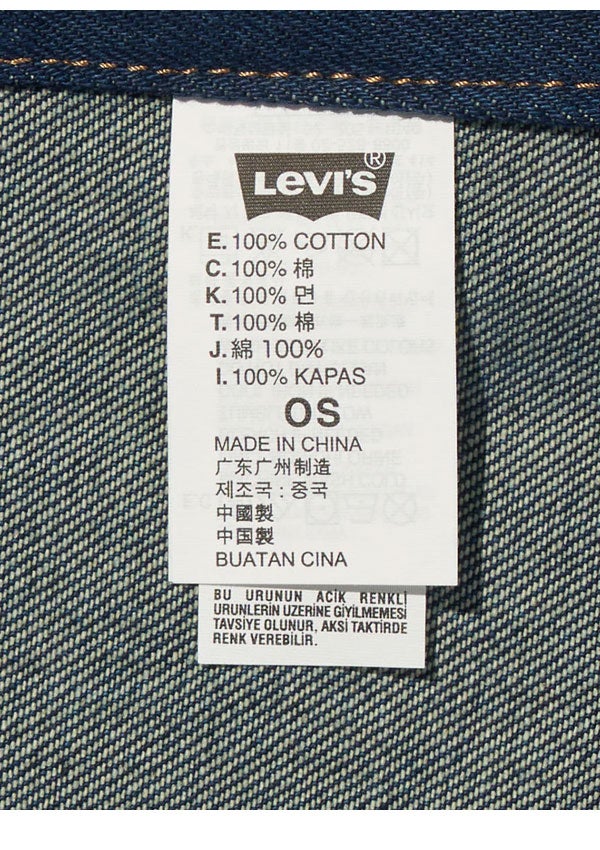 LEVI'S®
E. 100% COTTON
C. 100% 棉
K. 100% 면
T. 100% 棉
J. 綿 100%
I. 100% KAPAS
OS
MADE IN CHINA
广东广州制造
제조국 : 중국
中國製
中国製
BUATAN CINA
BU URUNUN ACIK RENKLI
URUNLERIN UZERINE GIYILMEMESI
TAVSIYE OLUNUR, AKSI TAKTIRDE
RENK VEREBILIR.